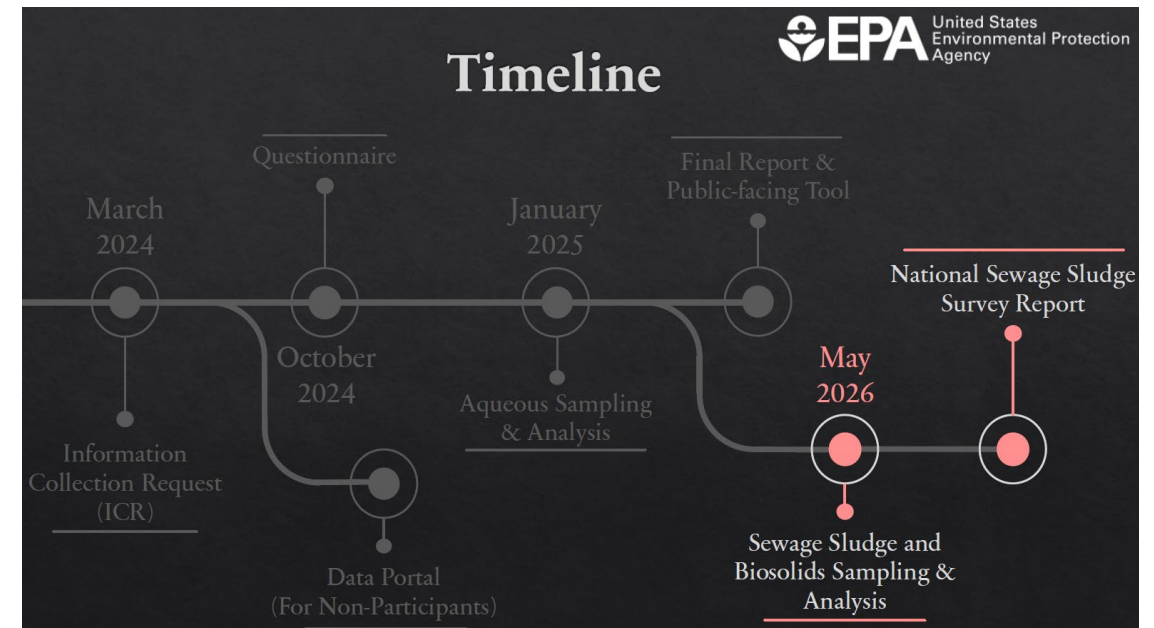 EPA
United States
Environmental Protection
Agency
Timeline
March
2024
Information
Collection Request
(ICR)
Questionnaire
October
2024
Data Portal
(For Non-Participants)
January
2025
Aqueous Sampling
& Analysis
Final Report &
Public-facing Tool
May
2026
Sewage Sludge and
Biosolids Sampling &
Analysis
National Sewage Sludge
Survey Report